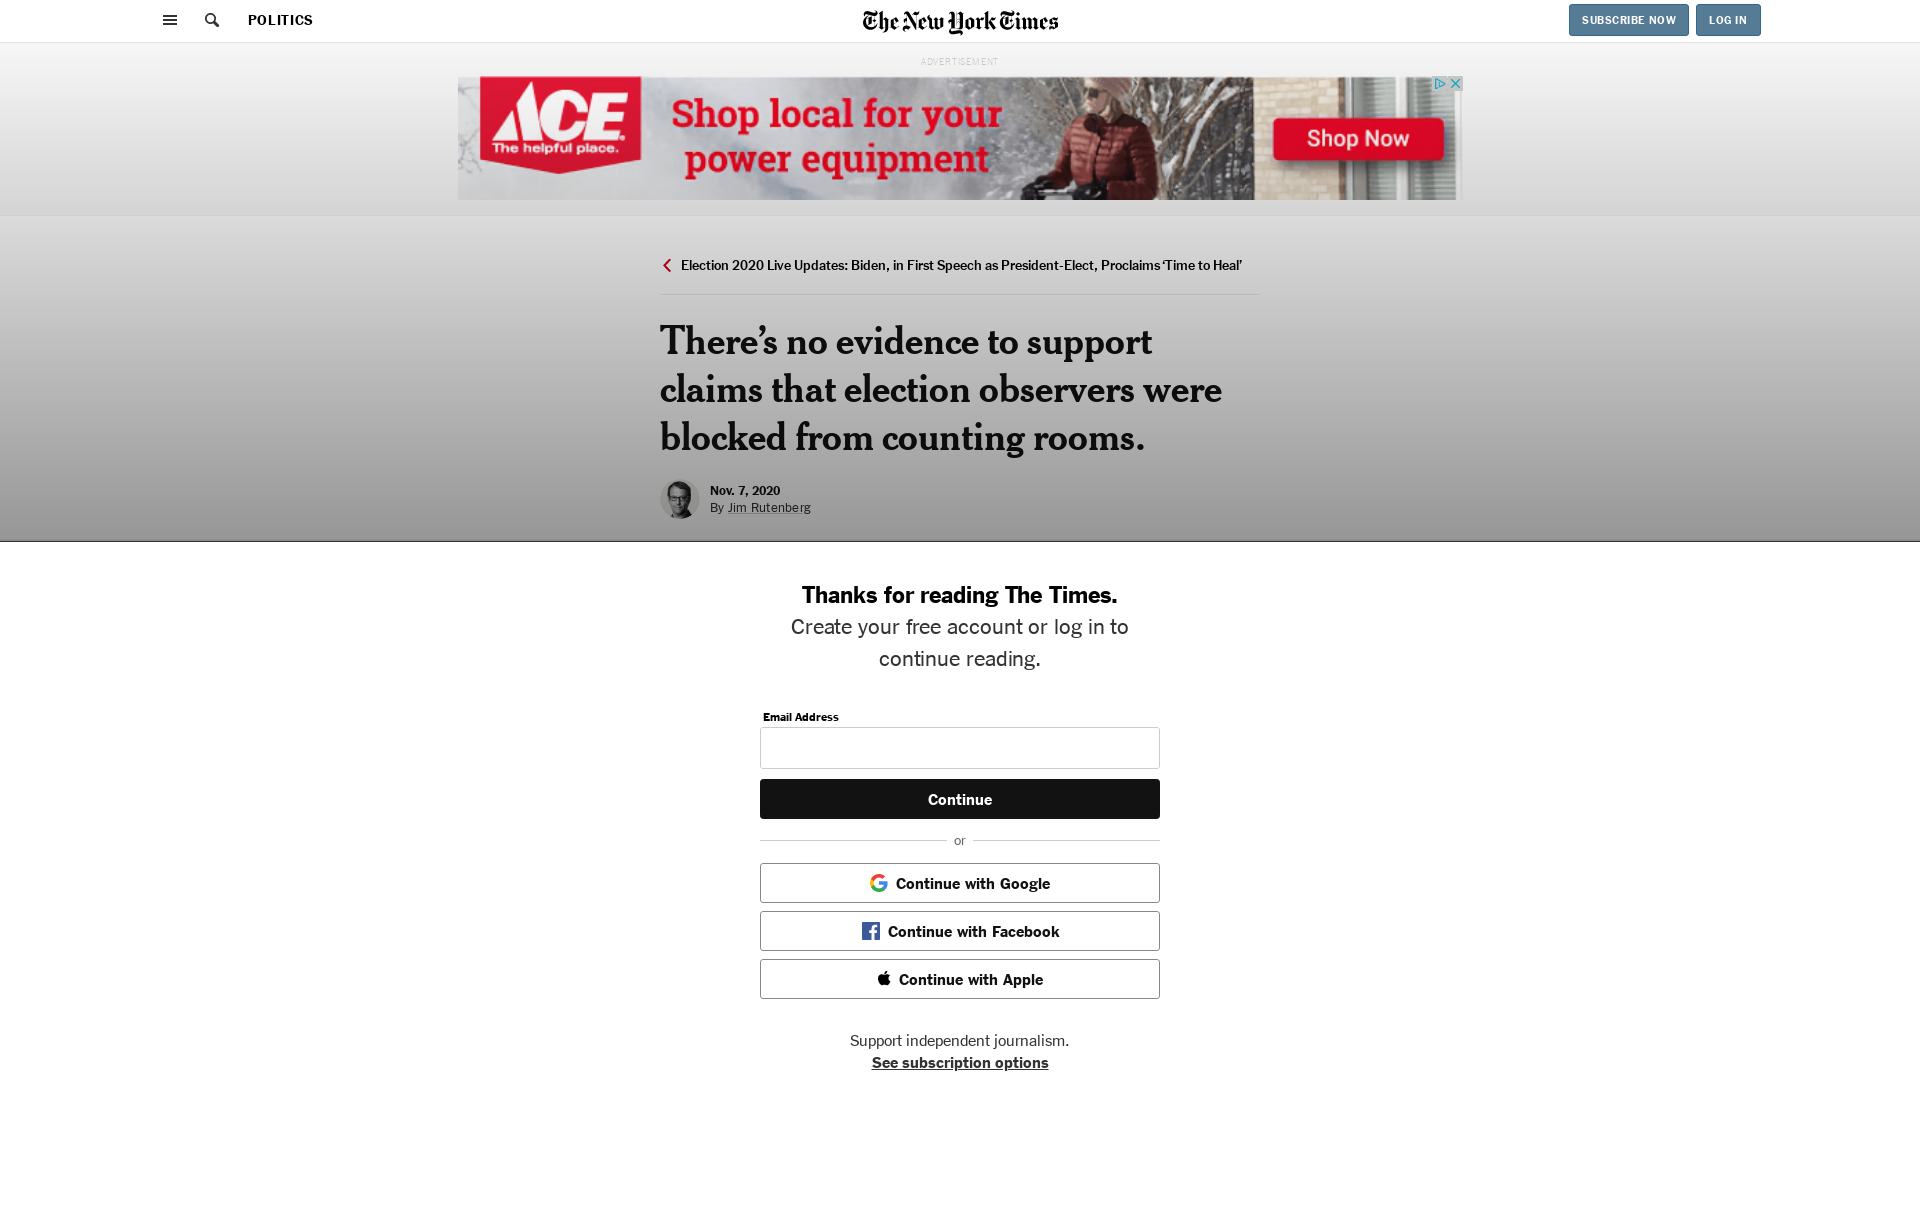 POLITICS
The New York Times
SUBSCRIBE NOW
LOG IN
ADVERTISEMENT
ACE
The helpful place.
Shop local for your
power equipment
Shop Now
Election 2020 Live Updates: Biden, in First Speech as President-Elect, Proclaims ‘Time to Heal’
There’s no evidence to support
claims that election observers were
blocked from counting rooms.
Nov. 7, 2020
By Jim Rutenberg
Thanks for reading The Times.
Create your free account or log in to
continue reading.
Email Address
Continue
or
Continue with Google
Continue with Facebook
Continue with Apple
Support independent journalism.
See subscription options